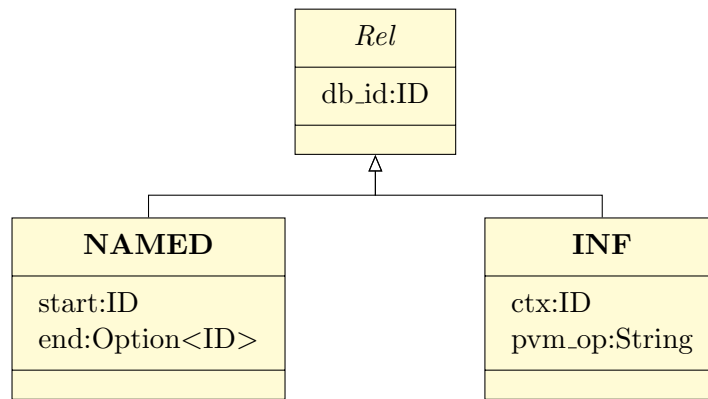 Rel
db_id:ID
NAMED
start:ID
end:Option<ID>
INF
ctx:ID
pvm_op:String